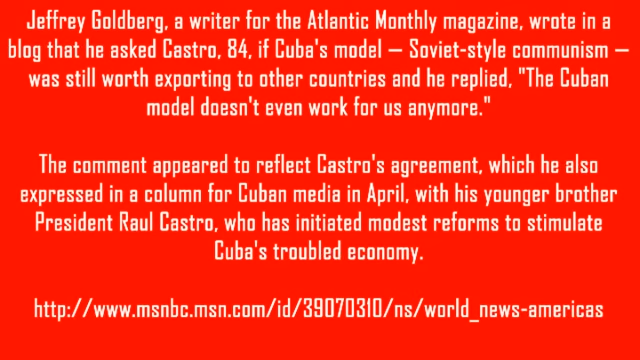 Jeffrey Goldberg, a writer for the Atlantic Monthly magazine, wrote in a
blog that he asked Castro, 84, if Cuba's model — Soviet-style communism —
was still worth exporting to other countries and he replied, "The Cuban
model doesn't even work for us anymore."
The comment appeared to reflect Castro's agreement, which he also
expressed in a column for Cuban media in April, with his younger brother
President Raul Castro, who has initiated modest reforms to stimulate
Cuba's troubled economy.
http://www.msnbc.msn.com/id/39070310/ns/world_news-americas